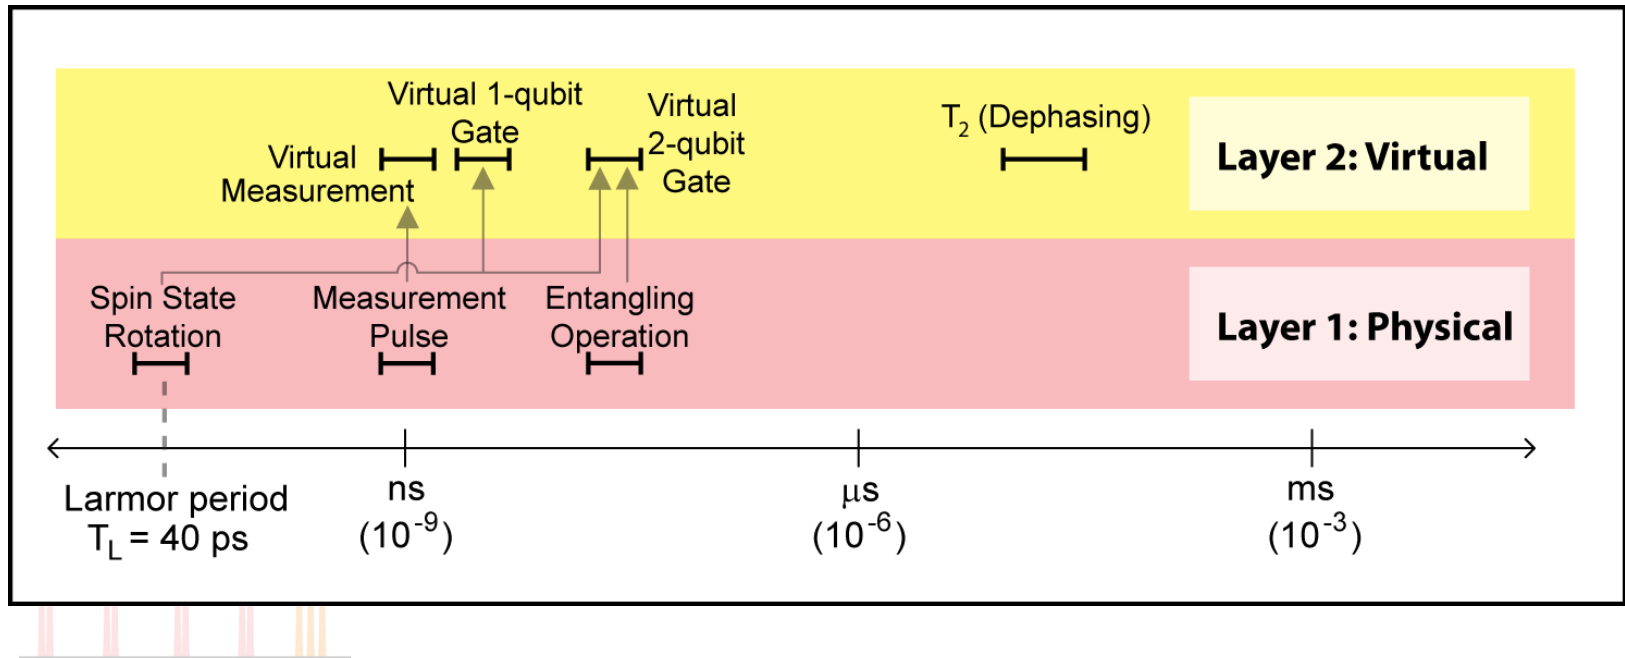 Virtual 1-qubit
Gate
Virtual
2-qubit
Gate
T2 (Dephasing)
Virtual
Measurement
Layer 2: Virtual
Spin State
Rotation
Measurement
Pulse
Entangling
Operation
Layer 1: Physical
Larmor period
TL = 40 ps
ns
(10-9)
μs
(10-6)
ms
(10-3)